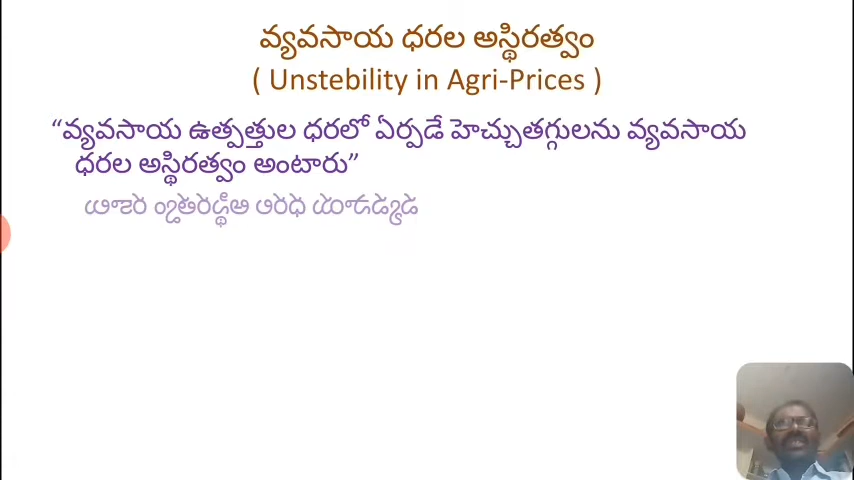 వ్యవసాయ ధరల అస్థిరత్వం
( Unstebility in Agri-Prices )
“వ్యవసాయ ఉత్పత్తుల ధరలో ఏర్పడే హెచ్చుతగ్గులను వ్యవసాయ
ధరల అస్థిరత్వం అంటారు”